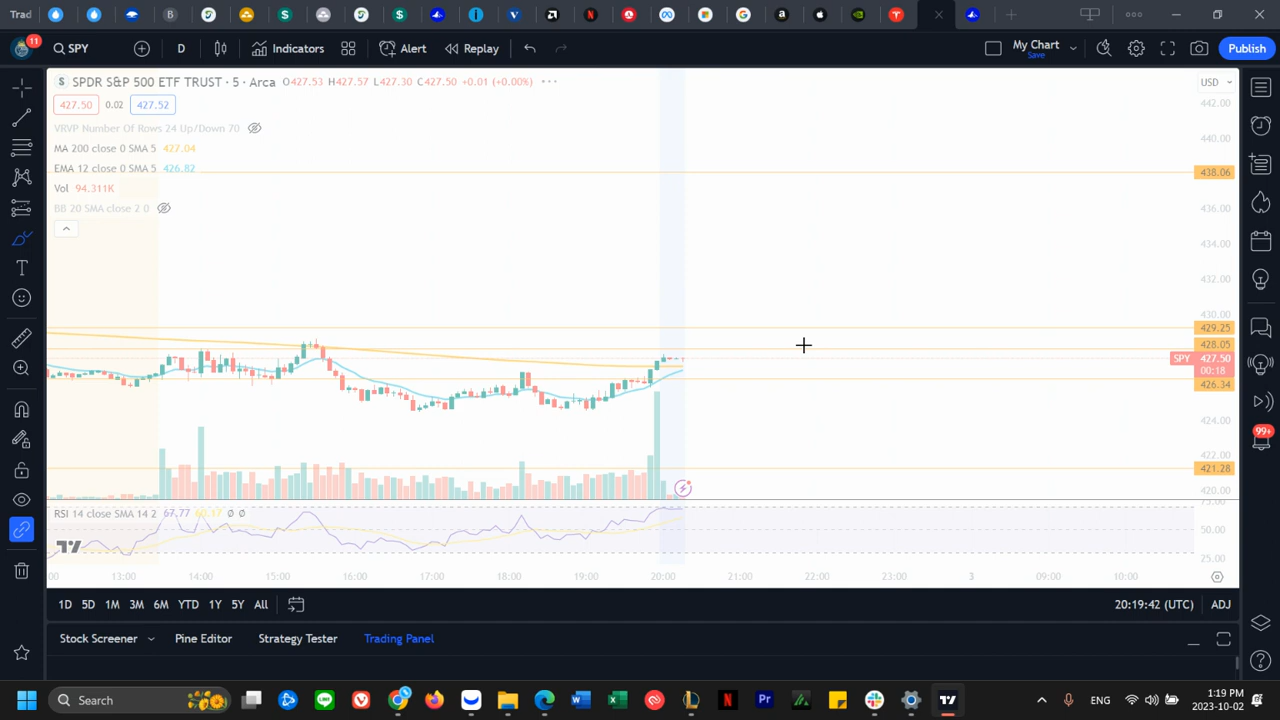 Trad
11
SPY
D
Indicators
Alert
Replay
My Chart
Save
Publish
S SPDR S&P 500 ETF TRUST · 5 · Arca O427.53 H427.57 L427.30 C427.50 +0.01 (+0.00%)
USD
427.50 0.02 427.52
VRVP Number Of Rows 24 Up/Down 70
MA 200 close 0 SMA 5 427.04
EMA 12 close 0 SMA 5 426.82
Vol 94.311K
BB 20 SMA close 2 0
442.00
440.00
438.06
436.00
434.00
432.00
430.00
429.25
428.05
SPY 427.50
00:18
426.34
424.00
422.00
421.28
420.00
99+
RSI 14 close SMA 14 2 67.77 60.17 Ø Ø
75.00
50.00
25.00
:00 13:00 14:00 15:00 16:00 17:00 18:00 19:00 20:00 21:00 22:00 23:00 3 09:00 10:00
1D 5D 1M 3M 6M YTD 1Y 5Y All
20:19:42 (UTC) ADJ
Stock Screener Pine Editor Strategy Tester Trading Panel
Search
ENG
1:19 PM
2023-10-02